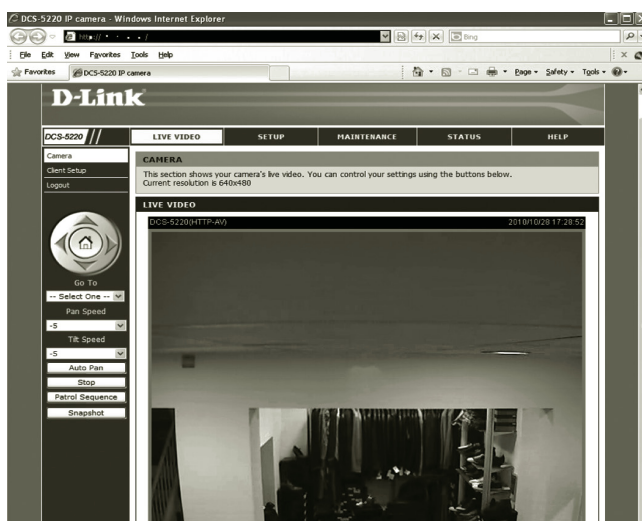 DCS-5220 IP camera - Windows Internet Explorer
http:// /
Bing
File Edit View Favorites Tools Help
Favorites DCS-5220 IP camera
Page Safety Tools
D-Link
DCS-5220 // LIVE VIDEO SETUP MAINTENANCE STATUS HELP
Camera
Client Setup
Logout
CAMERA
This section shows your camera's live video. You can control your settings using the buttons below.
Current resolution is 640x480
LIVE VIDEO
DCS-5220(HTTP-AV) 2010/10/28 17:28:52
Go To
-- Select One --
Pan Speed
-5
Tilt Speed
-5
Auto Pan
Stop
Patrol Sequence
Snapshot